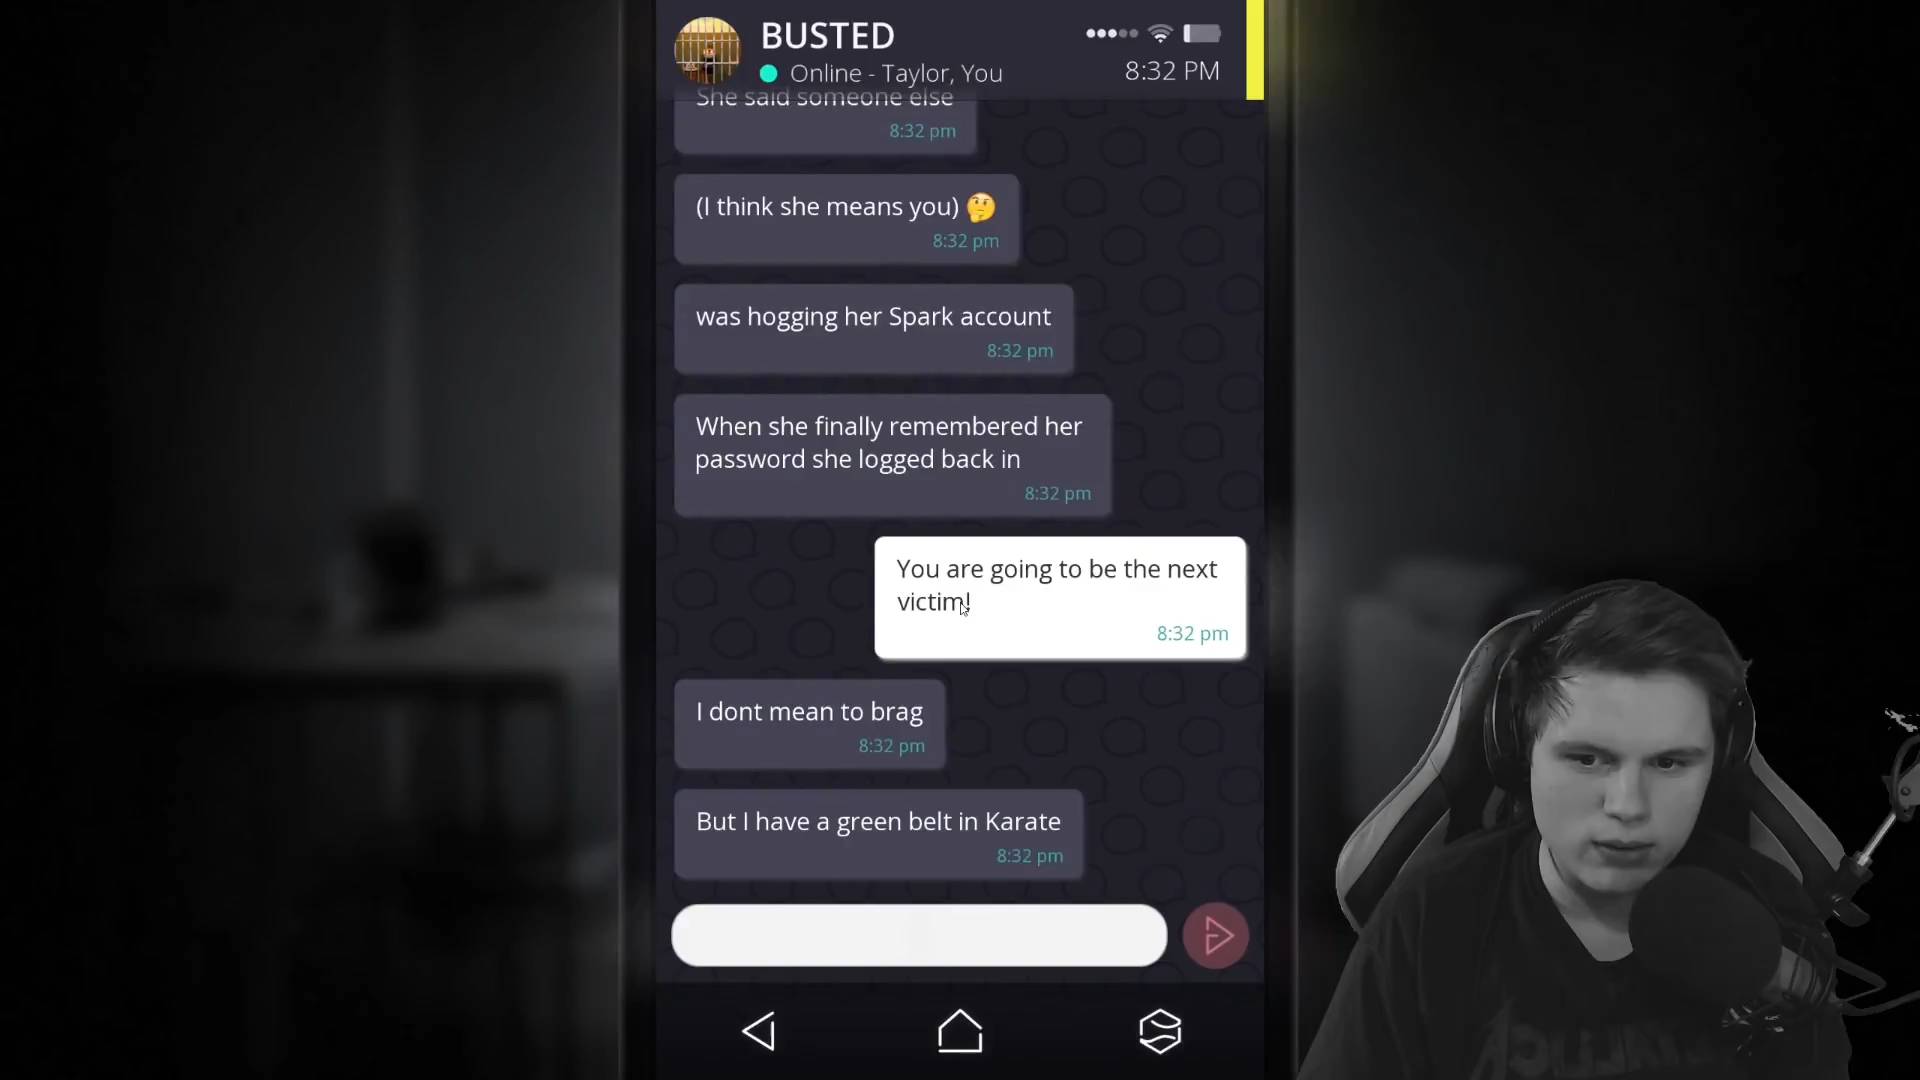 BUSTED
Online - Taylor, You
8:32 PM
She said someone else
8:32 pm
(I think she means you) 🤔
8:32 pm
was hogging her Spark account
8:32 pm
When she finally remembered her
password she logged back in
8:32 pm
You are going to be the next
victim!
8:32 pm
I dont mean to brag
8:32 pm
But I have a green belt in Karate
8:32 pm